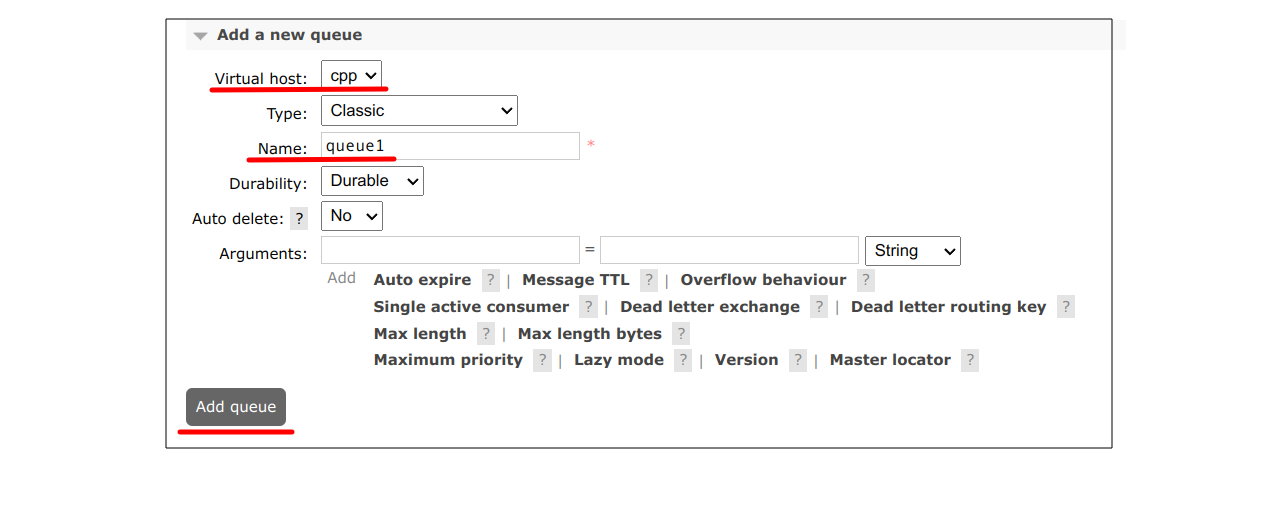 Add a new queue
Virtual host: cpp
Type: Classic
Name: queue1 *
Durability: Durable
Auto delete: ? No
Arguments: = String
Add Auto expire ? | Message TTL ? | Overflow behaviour ?
Single active consumer ? | Dead letter exchange ? | Dead letter routing key ?
Max length ? | Max length bytes ?
Maximum priority ? | Lazy mode ? | Version ? | Master locator ?
Add queue